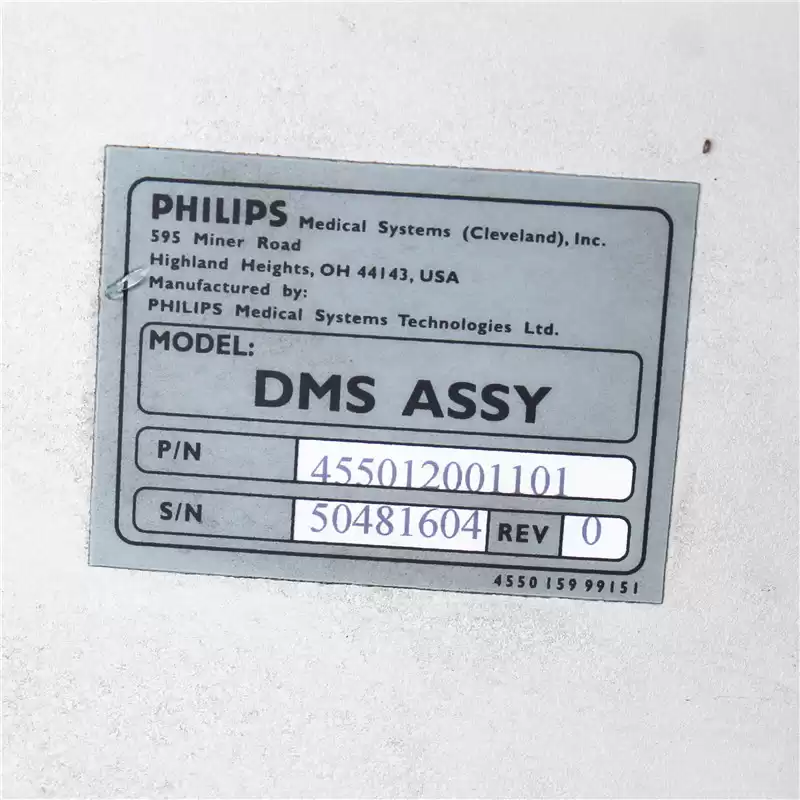 PHILIPS Medical Systems (Cleveland), Inc.
595 Miner Road
Highland Heights, OH 44143, USA
Manufactured by:
PHILIPS Medical Systems Technologies Ltd.
MODEL:
DMS ASSY
P/N 455012001101
S/N 50481604 REV 0
4550 159 99151